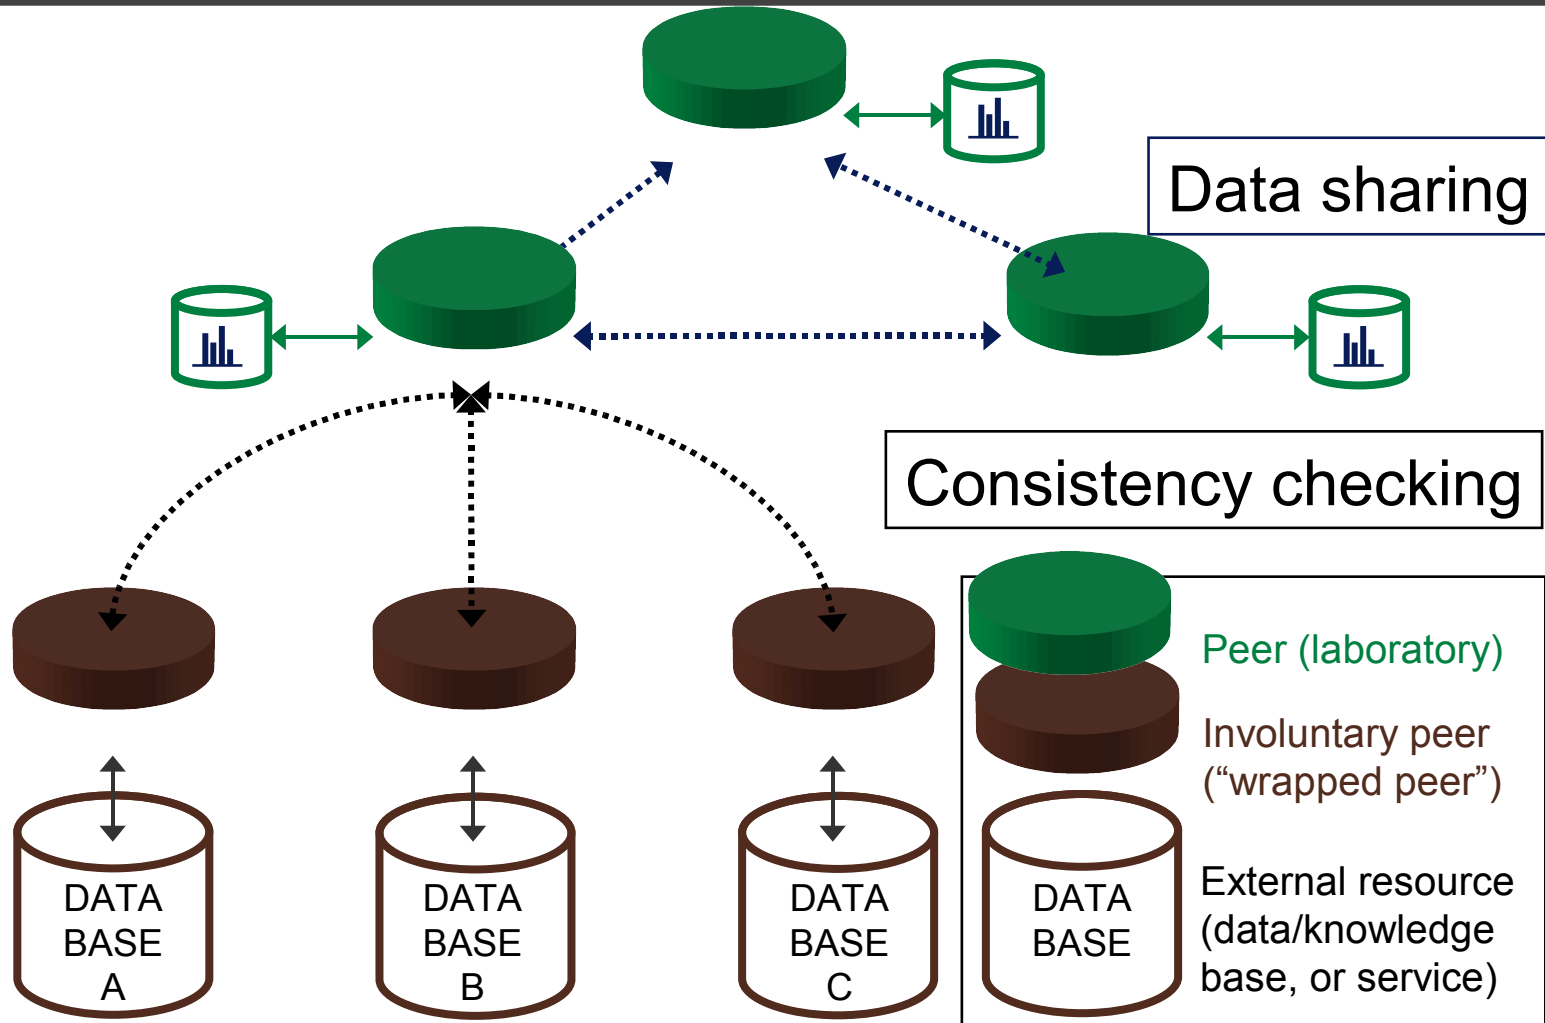 Data sharing
Consistency checking
Peer (laboratory)
Involuntary peer
(“wrapped peer”)
DATA
BASE
A
DATA
BASE
B
DATA
BASE
C
DATA
BASE
External resource
(data/knowledge
base, or service)